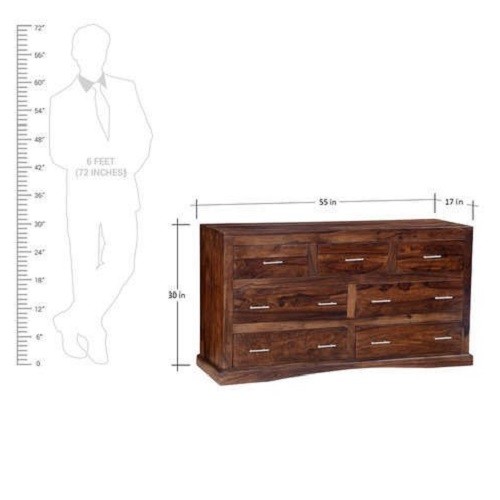 72"
66"
60"
54"
48"
42"
36"
30"
24"
18"
12"
6"
0
6 FEET
(72 INCHES)
55 in
17 in
30 in